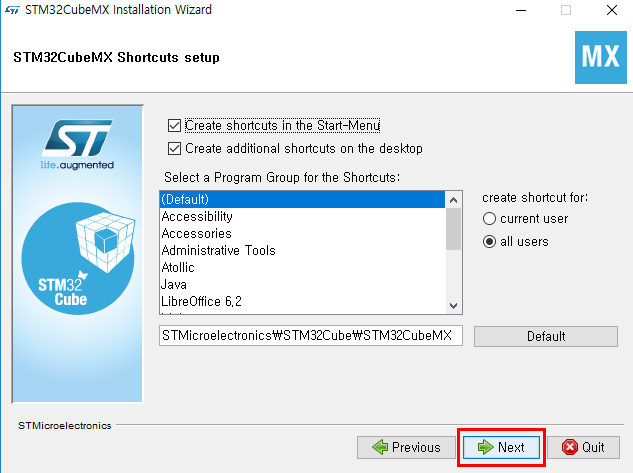 STM32CubeMX Installation Wizard
STM32CubeMX Shortcuts setup
MX
ST
life.augmented
STM32
Cube
Create shortcuts in the Start-Menu
Create additional shortcuts on the desktop
Select a Program Group for the Shortcuts:
(Default)
Accessibility
Accessories
Administrative Tools
Atollic
Java
LibreOffice 6.2
create shortcut for:
current user
all users
STMicroelectronics₩STM32Cube₩STM32CubeMX
Default
STMicroelectronics
Previous
Next
Quit